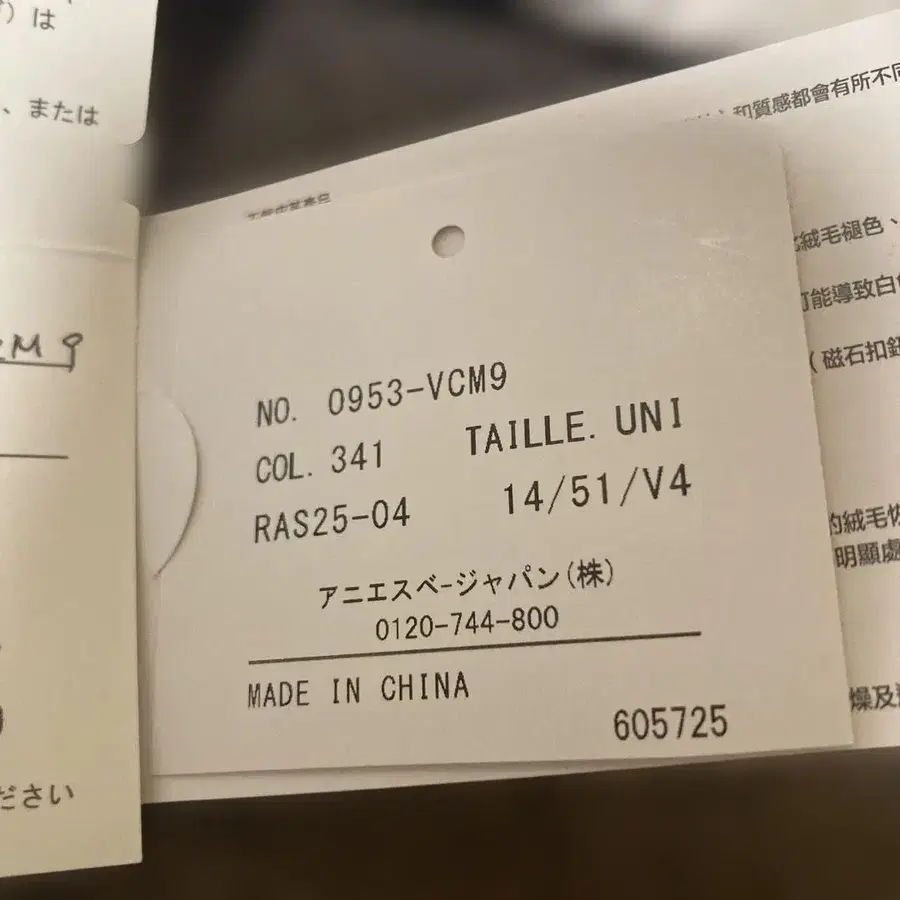 は
、または
CM9
ださい
NO. 0953-VCM9
COL. 341
TAILLE. UNI
RAS25-04
14/51/V4
アニエスベージャパン(株)
0120-744-800
MADE IN CHINA
605725
和質感都會有所不同
絨毛褪色、
可能導致白
(磁石扣鈕
的絨毛恢
明顯處
燥及